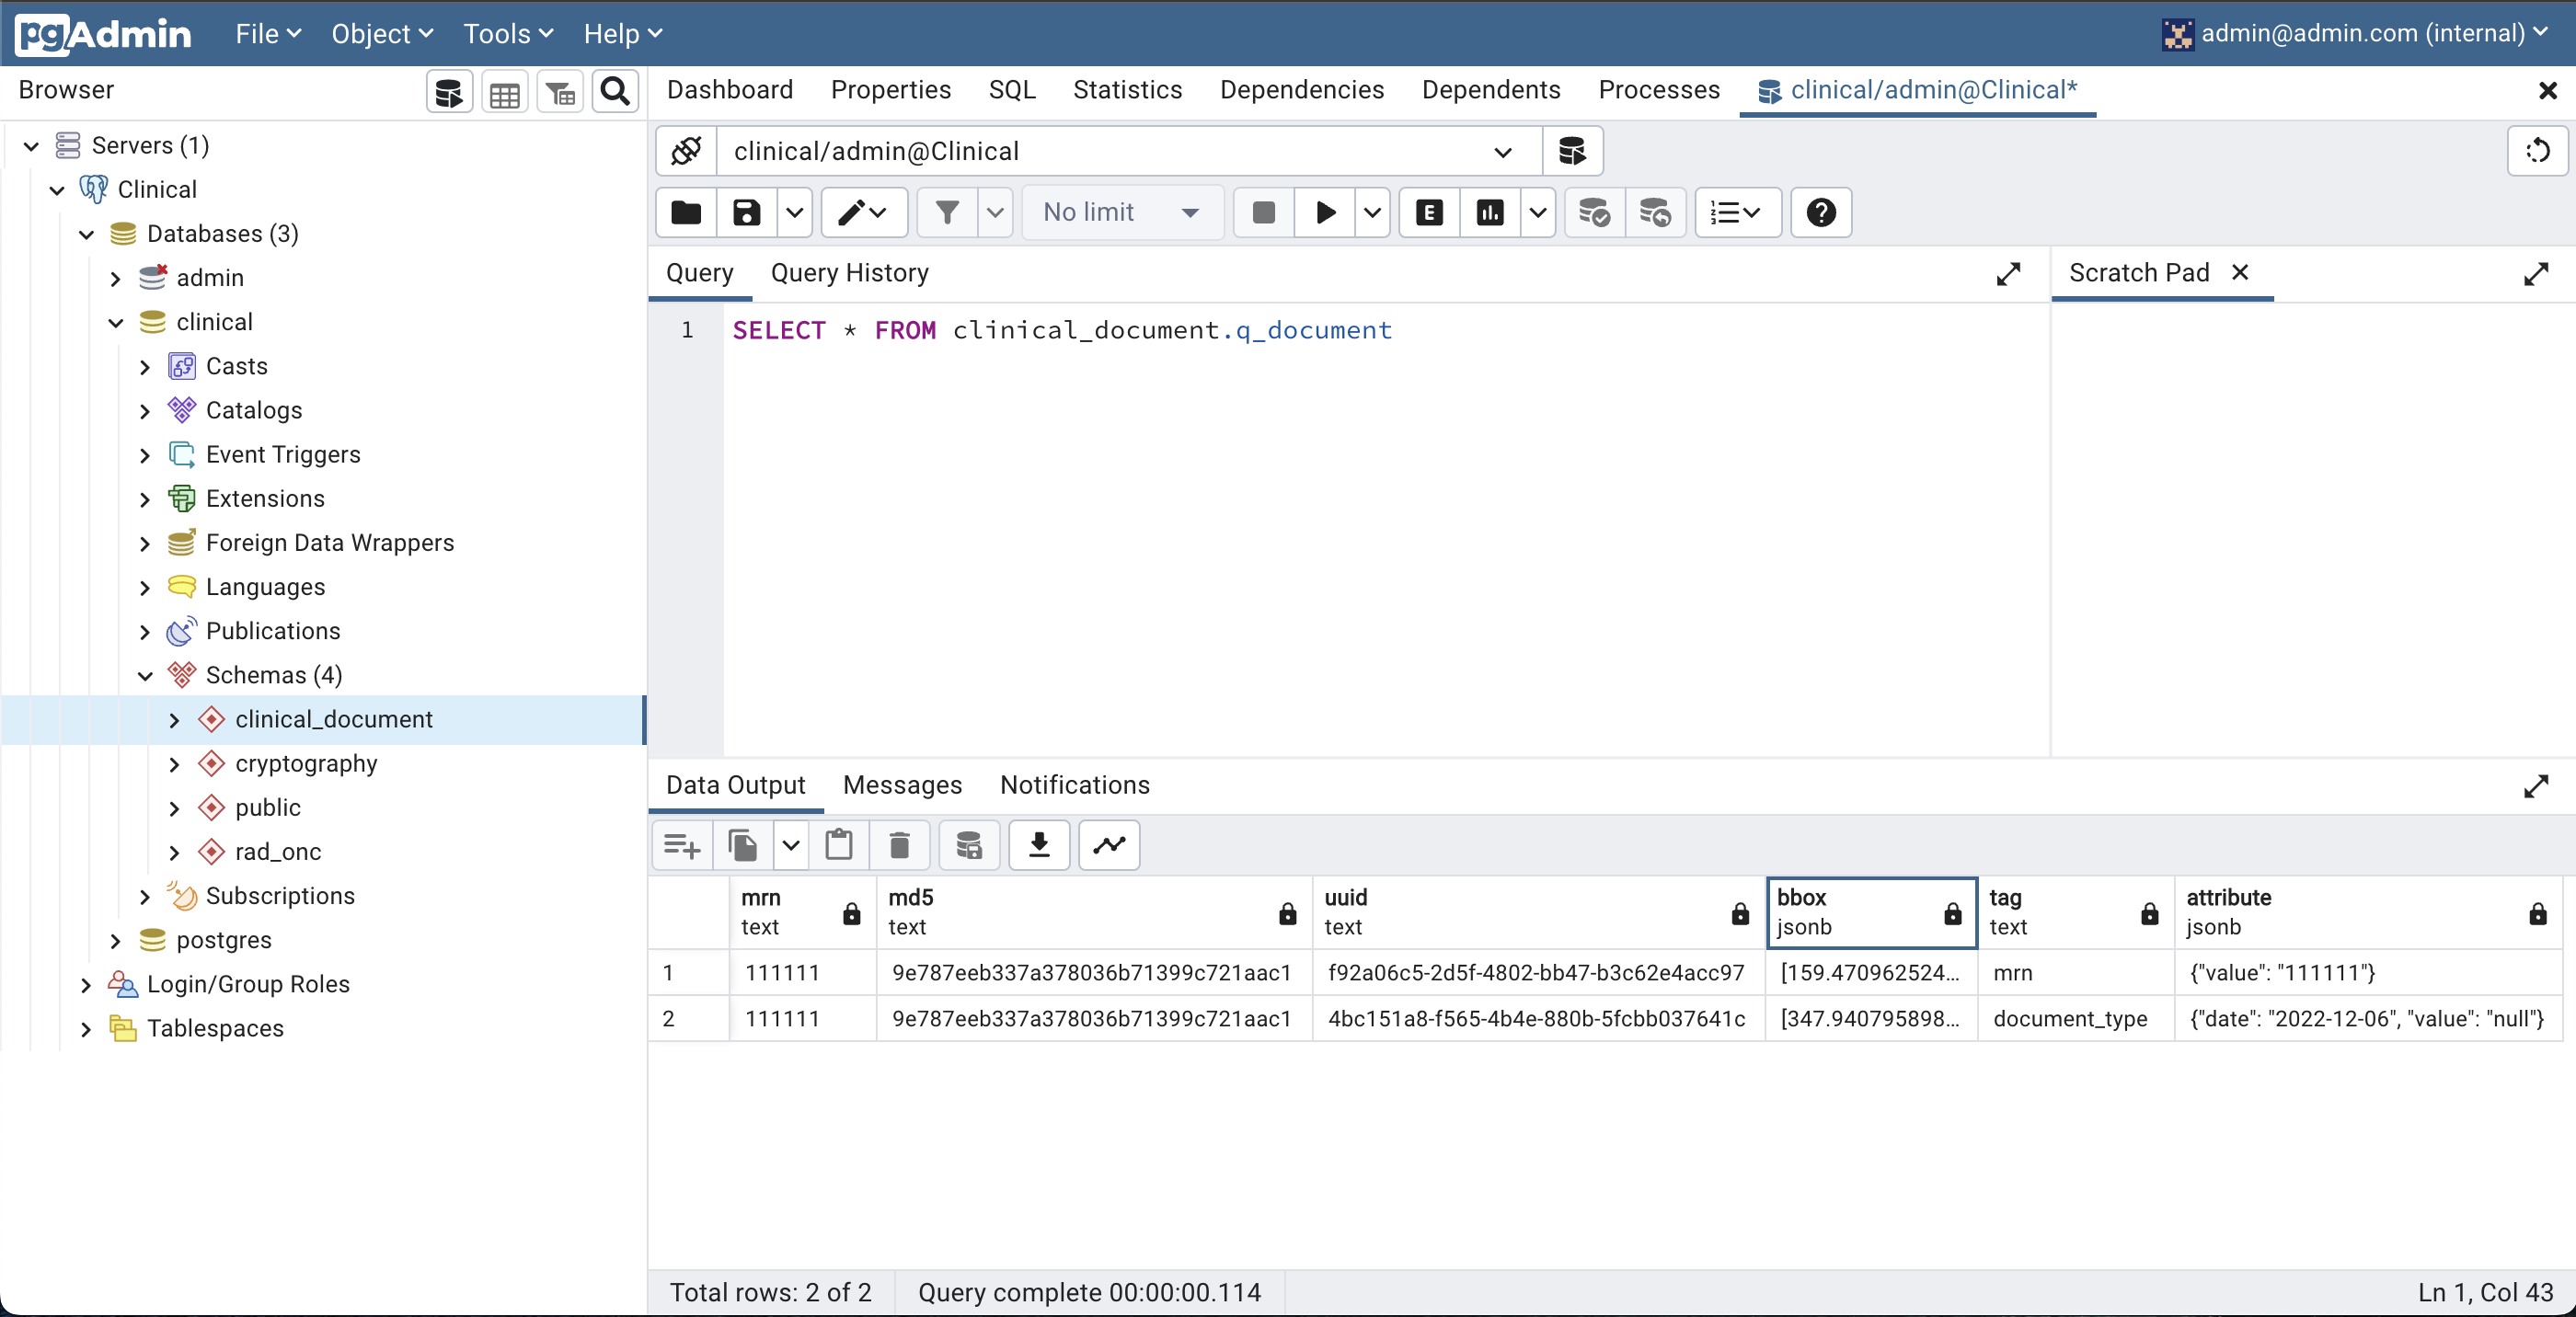 pgAdmin File Object Tools Help admin@admin.com (internal)
Browser
Dashboard Properties SQL Statistics Dependencies Dependents Processes clinical/admin@Clinical*
Servers (1)
Clinical
Databases (3)
admin
clinical
Casts
Catalogs
Event Triggers
Extensions
Foreign Data Wrappers
Languages
Publications
Schemas (4)
clinical_document
cryptography
public
rad_onc
Subscriptions
postgres
Login/Group Roles
Tablespaces
clinical/admin@Clinical
No limit
E
Query Query History
Scratch Pad
1 SELECT * FROM clinical_document.q_document
Data Output Messages Notifications
mrn md5 uuid bbox tag attribute
text text text jsonb text jsonb
1 111111 9e787eeb337a378036b71399c721aac1 f92a06c5-2d5f-4802-bb47-b3c62e4acc97 [159.470962524... mrn {"value": "111111"}
2 111111 9e787eeb337a378036b71399c721aac1 4bc151a8-f565-4b4e-880b-5fcbb037641c [347.940795898... document_type {"date": "2022-12-06", "value": "null"}
Total rows: 2 of 2 Query complete 00:00:00.114 Ln 1, Col 43